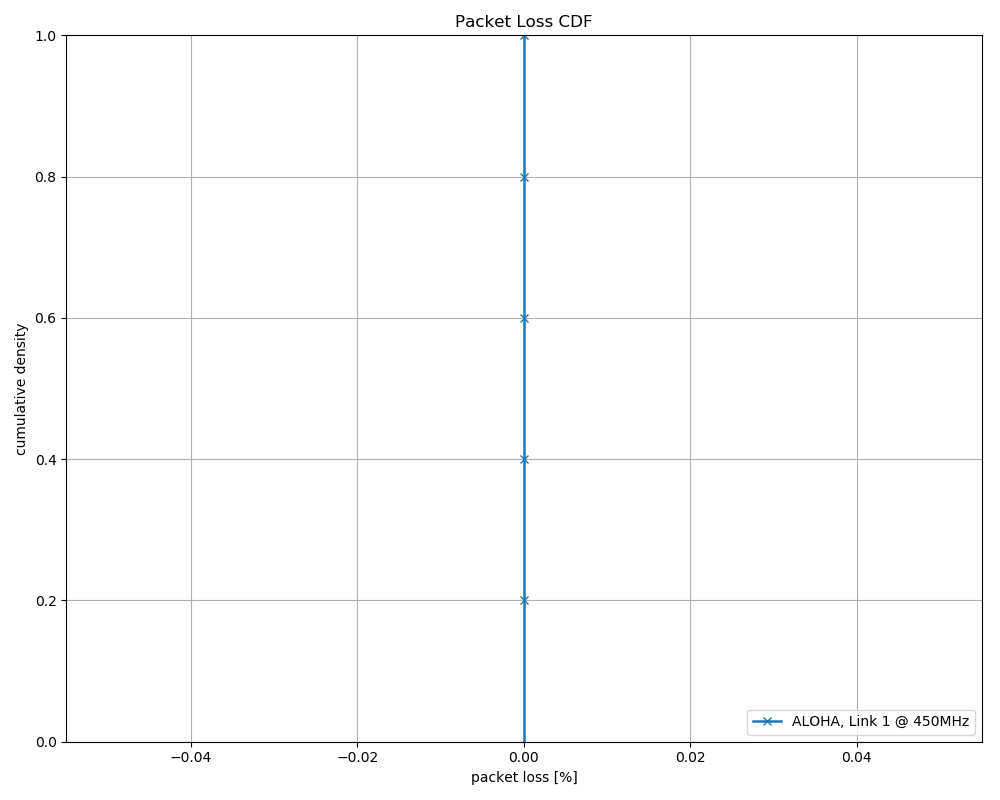 Packet Loss CDF
1.0
0.8
0.6
0.4
0.2
0.0
cumulative density
−0.04
−0.02
0.00
0.02
0.04
packet loss [%]
ALOHA, Link 1 @ 450MHz